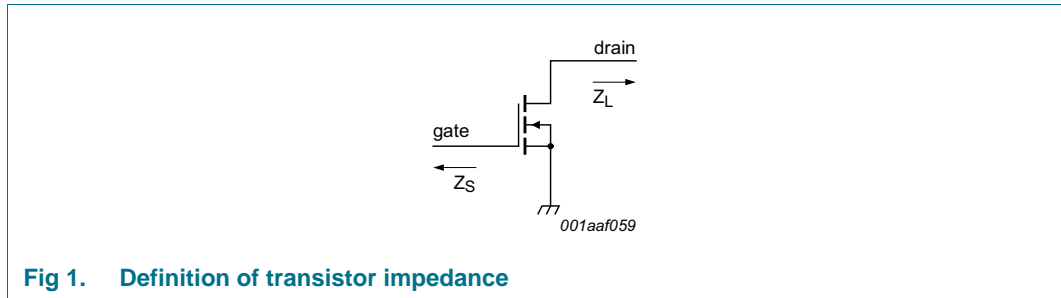 drain
Z_L
gate
Z_S
001aaf059
Fig 1. Definition of transistor impedance